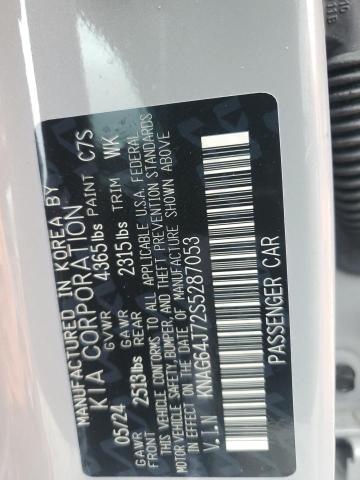 MANUFACTURED IN KOREA BY
KIA CORPORATION
05/24 GVWR 4365lbs PAINT C7S
GAWR FRONT 2513lbs GAWR REAR 2315lbs TRIM WK
THIS VEHICLE CONFORMS TO ALL APPLICABLE U.S.A. FEDERAL
MOTOR VEHICLE SAFETY, BUMPER, AND THEFT PREVENTION STANDARDS
IN EFFECT ON THE DATE OF MANUFACTURE SHOWN ABOVE
V.I.N KNAG64J72S5287053
PASSENGER CAR